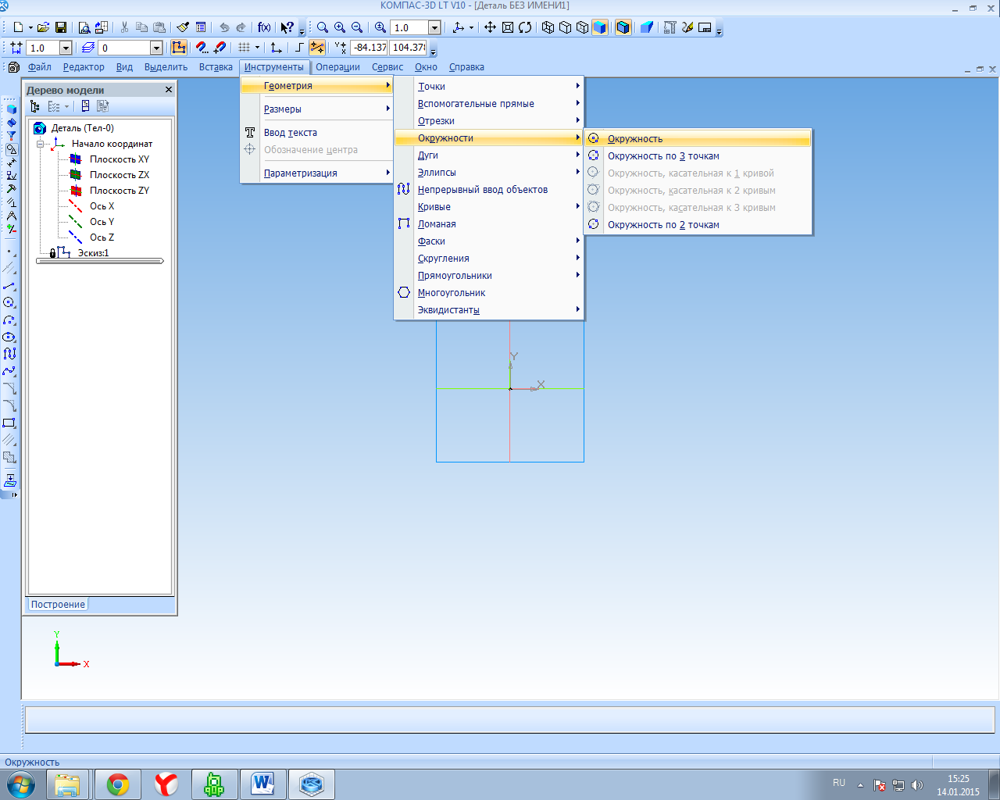 КОМПАС-3D LT V10 - [Деталь БЕЗ ИМЕНИ1]
1.0
f(x)
1.0
0
-84.137
104.378
Файл Редактор Вид Выделить Вставка Инструменты Операции Сервис Окно Справка
Дерево модели
Деталь (Тел-0)
Начало координат
Плоскость XY
Плоскость ZX
Плоскость ZY
Ось X
Ось Y
Ось Z
Эскиз:1
Построение
Геометрия
Размеры
Ввод текста
Обозначение центра
Параметризация
Точки
Вспомогательные прямые
Отрезки
Окружности
Дуги
Эллипсы
Непрерывный ввод объектов
Кривые
Ломаная
Фаски
Скругления
Прямоугольники
Многоугольник
Эквидистанты
Окружность
Окружность по 3 точкам
Окружность, касательная к 1 кривой
Окружность, касательная к 2 кривым
Окружность, касательная к 3 кривым
Окружность по 2 точкам
Y
X
Y
X
Окружность
RU
15:25
14.01.2015